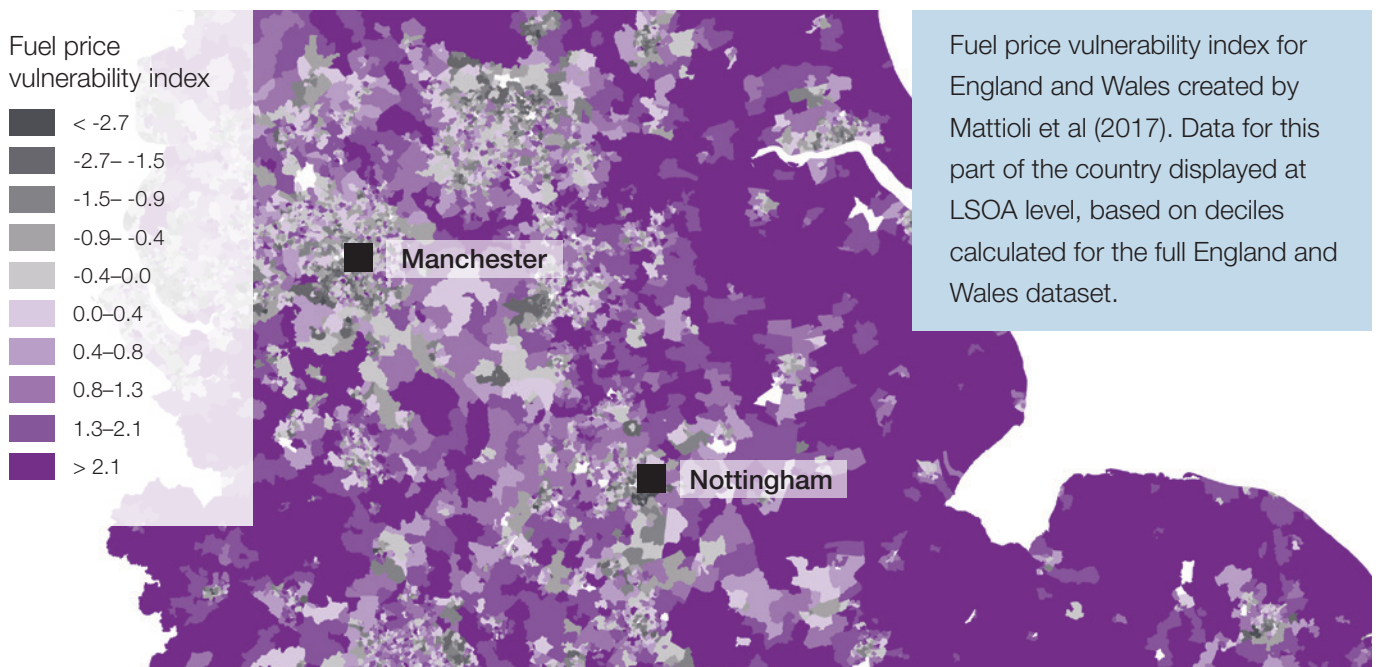 Fuel price
vulnerability index
< -2.7
-2.7– -1.5
-1.5– -0.9
-0.9– -0.4
-0.4–0.0
0.0–0.4
0.4–0.8
0.8–1.3
1.3–2.1
> 2.1
Manchester
Nottingham
Fuel price vulnerability index for
England and Wales created by
Mattioli et al (2017). Data for this
part of the country displayed at
LSOA level, based on deciles
calculated for the full England and
Wales dataset.